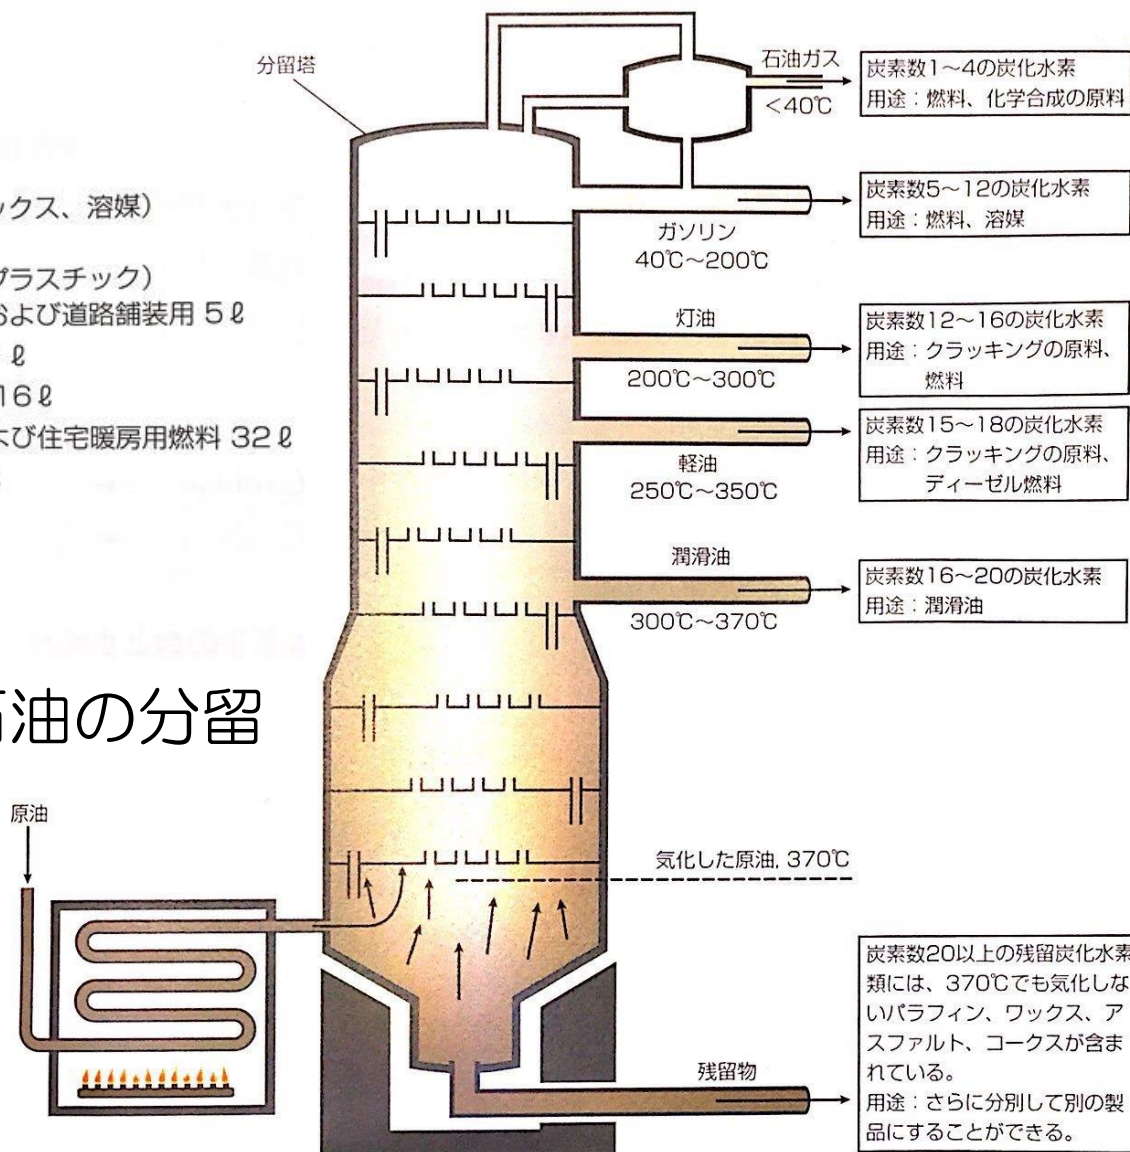 分留塔
石油ガス
<40℃
炭素数1〜4の炭化水素
用途：燃料、化学合成の原料
ックス、溶媒）
プラスチック）
および道路舗装用 5ℓ
ℓ
16ℓ
よび住宅暖房用燃料 32ℓ
ガソリン
40℃〜200℃
炭素数5〜12の炭化水素
用途：燃料、溶媒
灯油
200℃〜300℃
炭素数12〜16の炭化水素
用途：クラッキングの原料、
燃料
軽油
250℃〜350℃
炭素数15〜18の炭化水素
用途：クラッキングの原料、
ディーゼル燃料
潤滑油
300℃〜370℃
炭素数16〜20の炭化水素
用途：潤滑油
油の分留
原油
気化した原油, 370℃
残留物
炭素数20以上の残留炭化水素
類には、370℃でも気化しな
いパラフィン、ワックス、ア
スファルト、コークスが含ま
れている。
用途：さらに分別して別の製
品にすることができる。